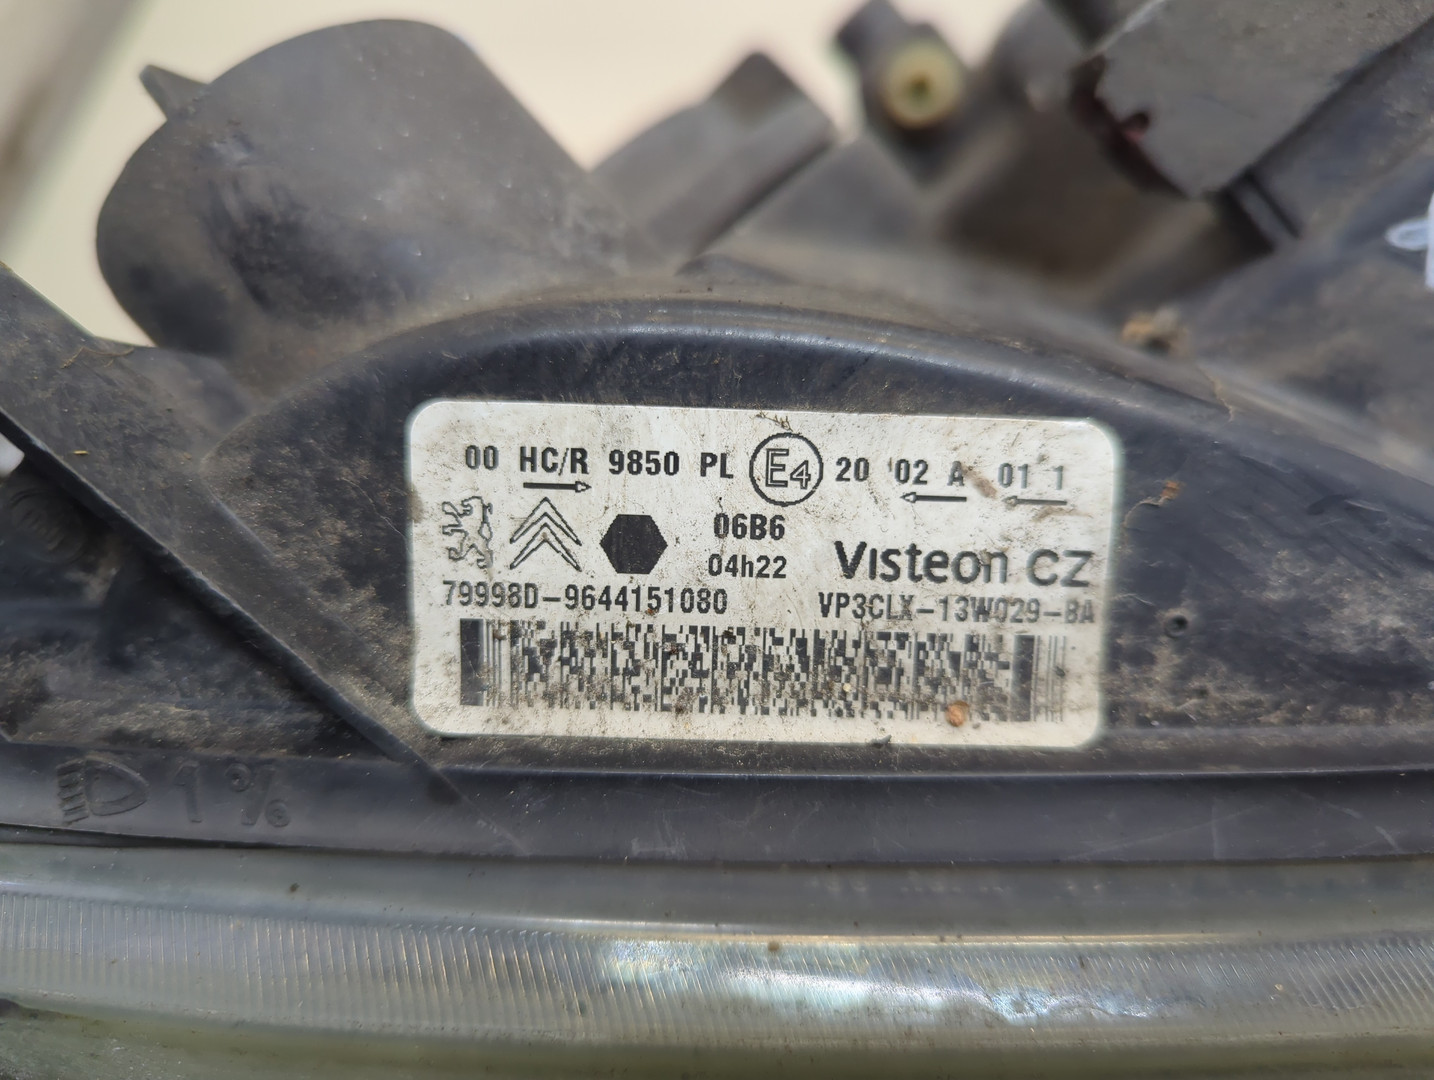 00 HC/R 9850 PL E4 20 02 A 01 1
06B6
04h22
Visteon CZ
79998D-9644151080
VP3CLX-13W029-BA
1%